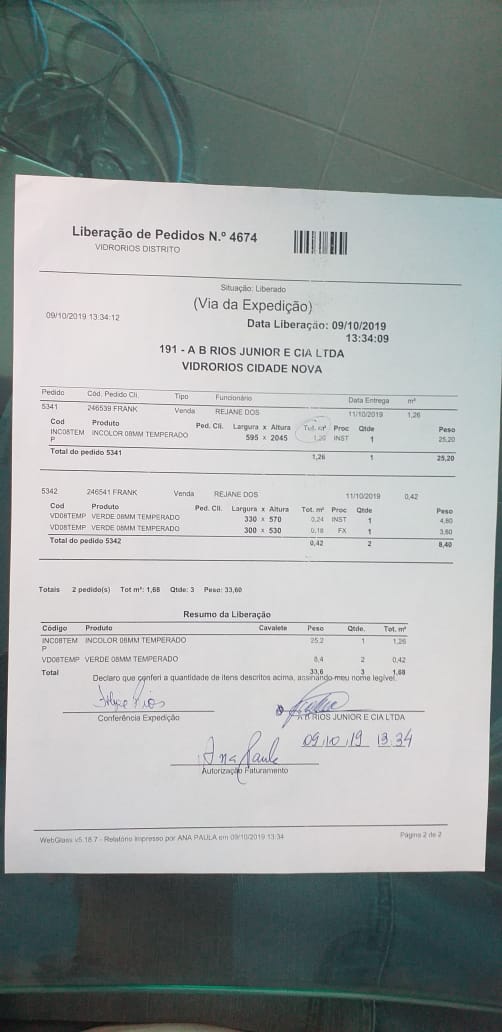 Liberação de Pedidos N.º 4674
VIDRORIOS DISTRITO
Situação: Liberado
(Via da Expedição)
09/10/2019 13:34:12
Data Liberação: 09/10/2019
13:34:09
191 - A B RIOS JUNIOR E CIA LTDA
VIDRORIOS CIDADE NOVA
Pedido Cód. Pedido Cli. Tipo Funcionário Data Entrega m²
5341 246539 FRANK Venda REJANE DOS 11/10/2019 1,26
Cod Produto Ped. Cli. Largura x Altura Tot. m² Proc Qtde Peso
INC08TEM INCOLOR 08MM TEMPERADO 595 x 2045 INST 1 25,20
P
Total do pedido 5341 1,26 1 25,20
5342 246541 FRANK Venda REJANE DOS 11/10/2019 0,42
Cod Produto Ped. Cli. Largura x Altura Tot. m² Proc Qtde Peso
VD08TEMP VERDE 08MM TEMPERADO 330 x 570 0,24 INST 1 4,80
VD08TEMP VERDE 08MM TEMPERADO 300 x 530 0,18 FX 1 3,60
Total do pedido 5342 0,42 2 8,40
Totais 2 pedido(s) Tot m²: 1,68 Qtde: 3 Peso: 33,60
Resumo da Liberação
Código Produto Cavalete Peso Qtde. Tot. m²
INC08TEM INCOLOR 08MM TEMPERADO 25,2 1 1,26
P
VD08TEMP VERDE 08MM TEMPERADO 8,4 2 0,42
Total 33,6 3 1,68
Declaro que conferi a quantidade de itens descritos acima, assinando meu nome legível.
Felipe Rios
Conferência Expedição
A B RIOS JUNIOR E CIA LTDA
09/10/19 13:34
Ana Paula
Autorização Faturamento
WebGlass v5.18.7 - Relatório impresso por ANA PAULA em 09/10/2019 13:34
Página 2 de 2